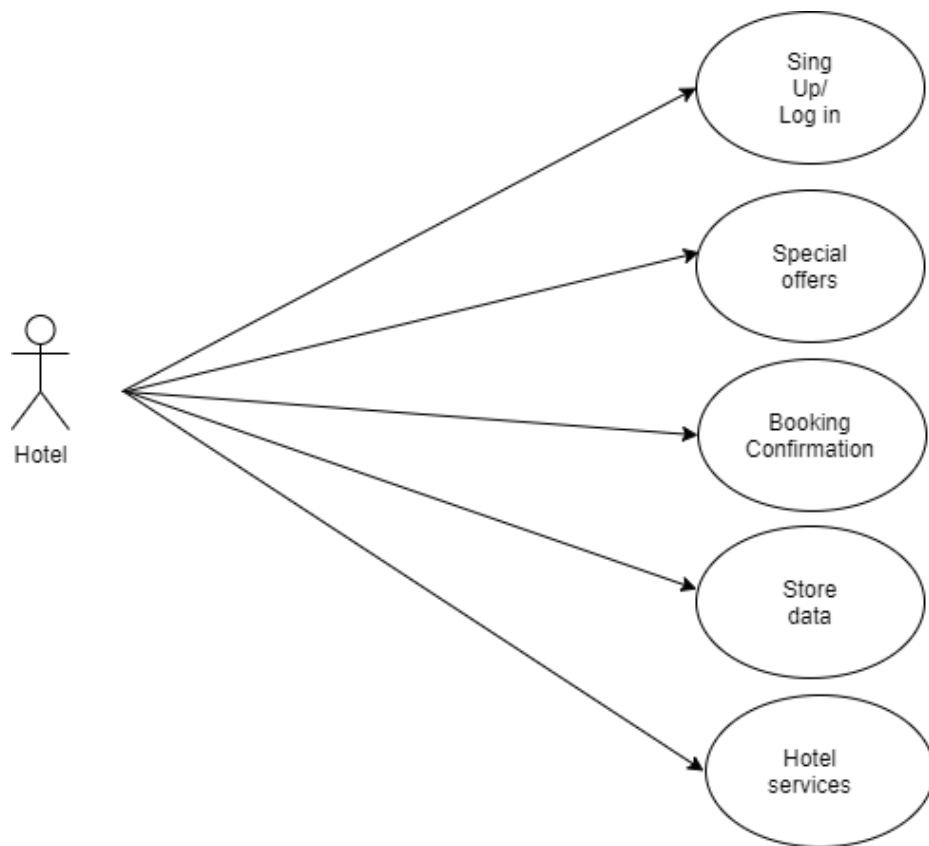 Sing
Up/
Log in
Special
offers
Hotel
Booking
Confirmation
Store
data
Hotel
services